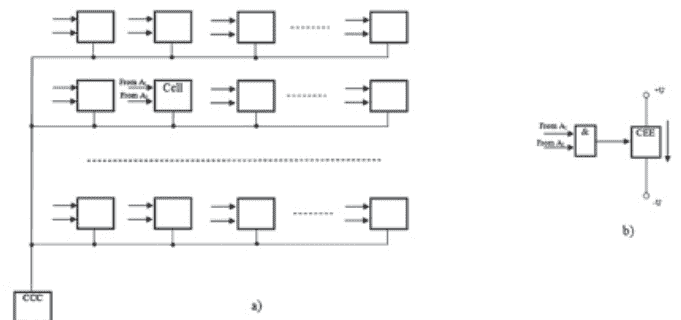 From A
From A
Cell
CCC
a)
From A
From A
&
CEE
+U
-U
b)